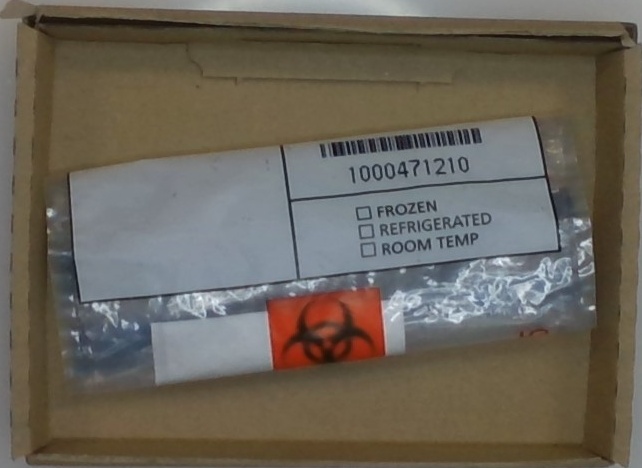 1000471210
☐ FROZEN
☐ REFRIGERATED
☐ ROOM TEMP